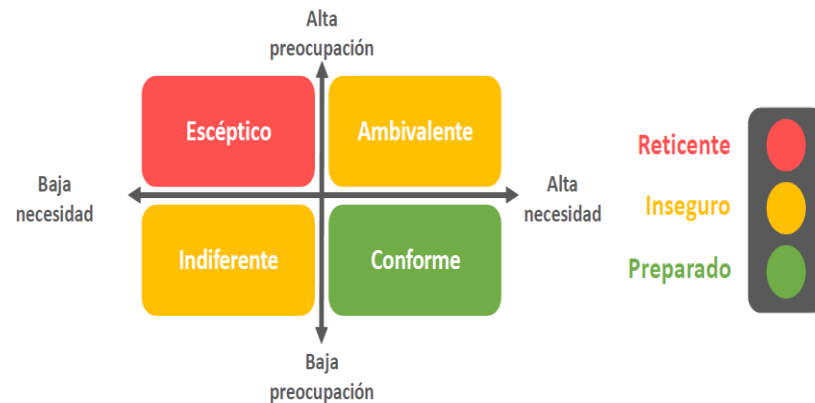 Alta
preocupación
Escéptico
Ambivalente
Baja
necesidad
Alta
necesidad
Indiferente
Conforme
Baja
preocupación
Reticente
Inseguro
Preparado